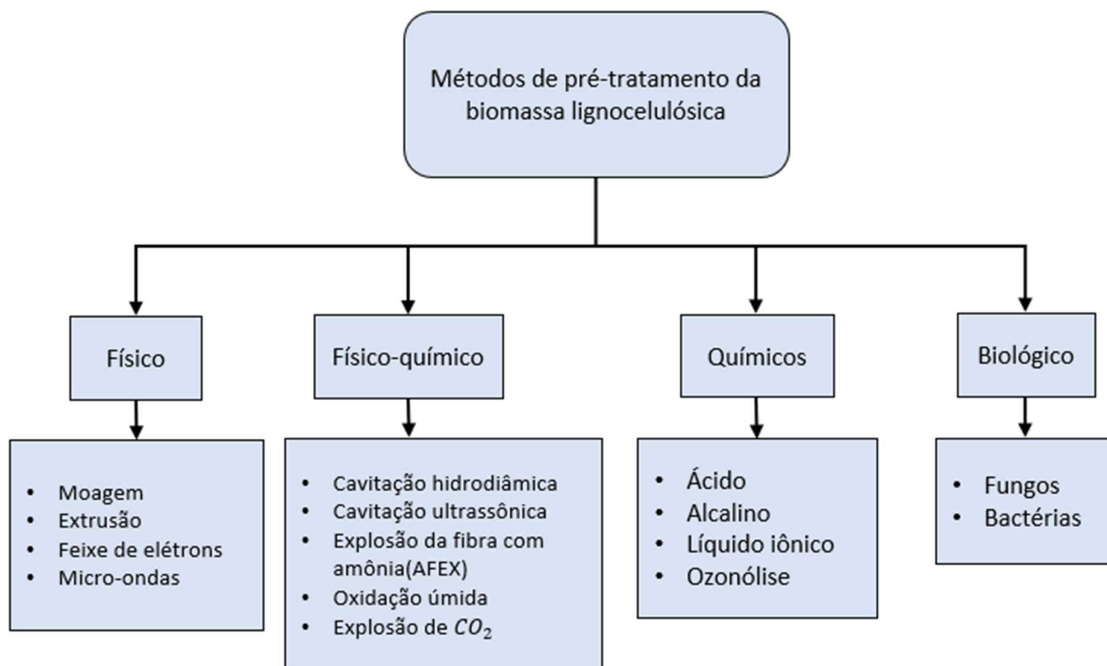 Métodos de pré-tratamento da
biomassa lignocelulósica
Físico
Físico-químico
Químicos
Biológico
• Moagem
• Extrusão
• Feixe de elétrons
• Micro-ondas
• Cavitação hidrodiâmica
• Cavitação ultrassônica
• Explosão da fibra com
amônia(AFEX)
• Oxidação úmida
• Explosão de CO₂
• Ácido
• Alcalino
• Líquido iônico
• Ozonólise
• Fungos
• Bactérias